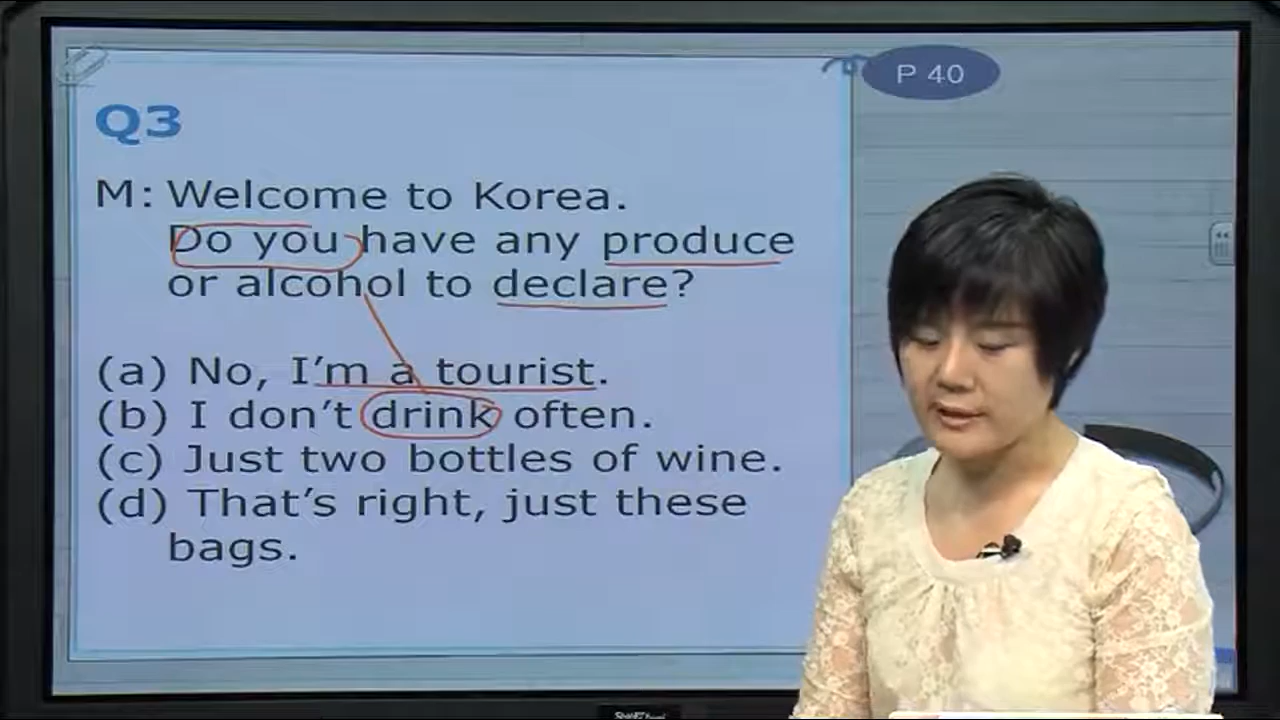 P 40
Q3
M: Welcome to Korea.
Do you have any produce
or alcohol to declare?
(a) No, I'm a tourist.
(b) I don't drink often.
(c) Just two bottles of wine.
(d) That's right, just these
bags.